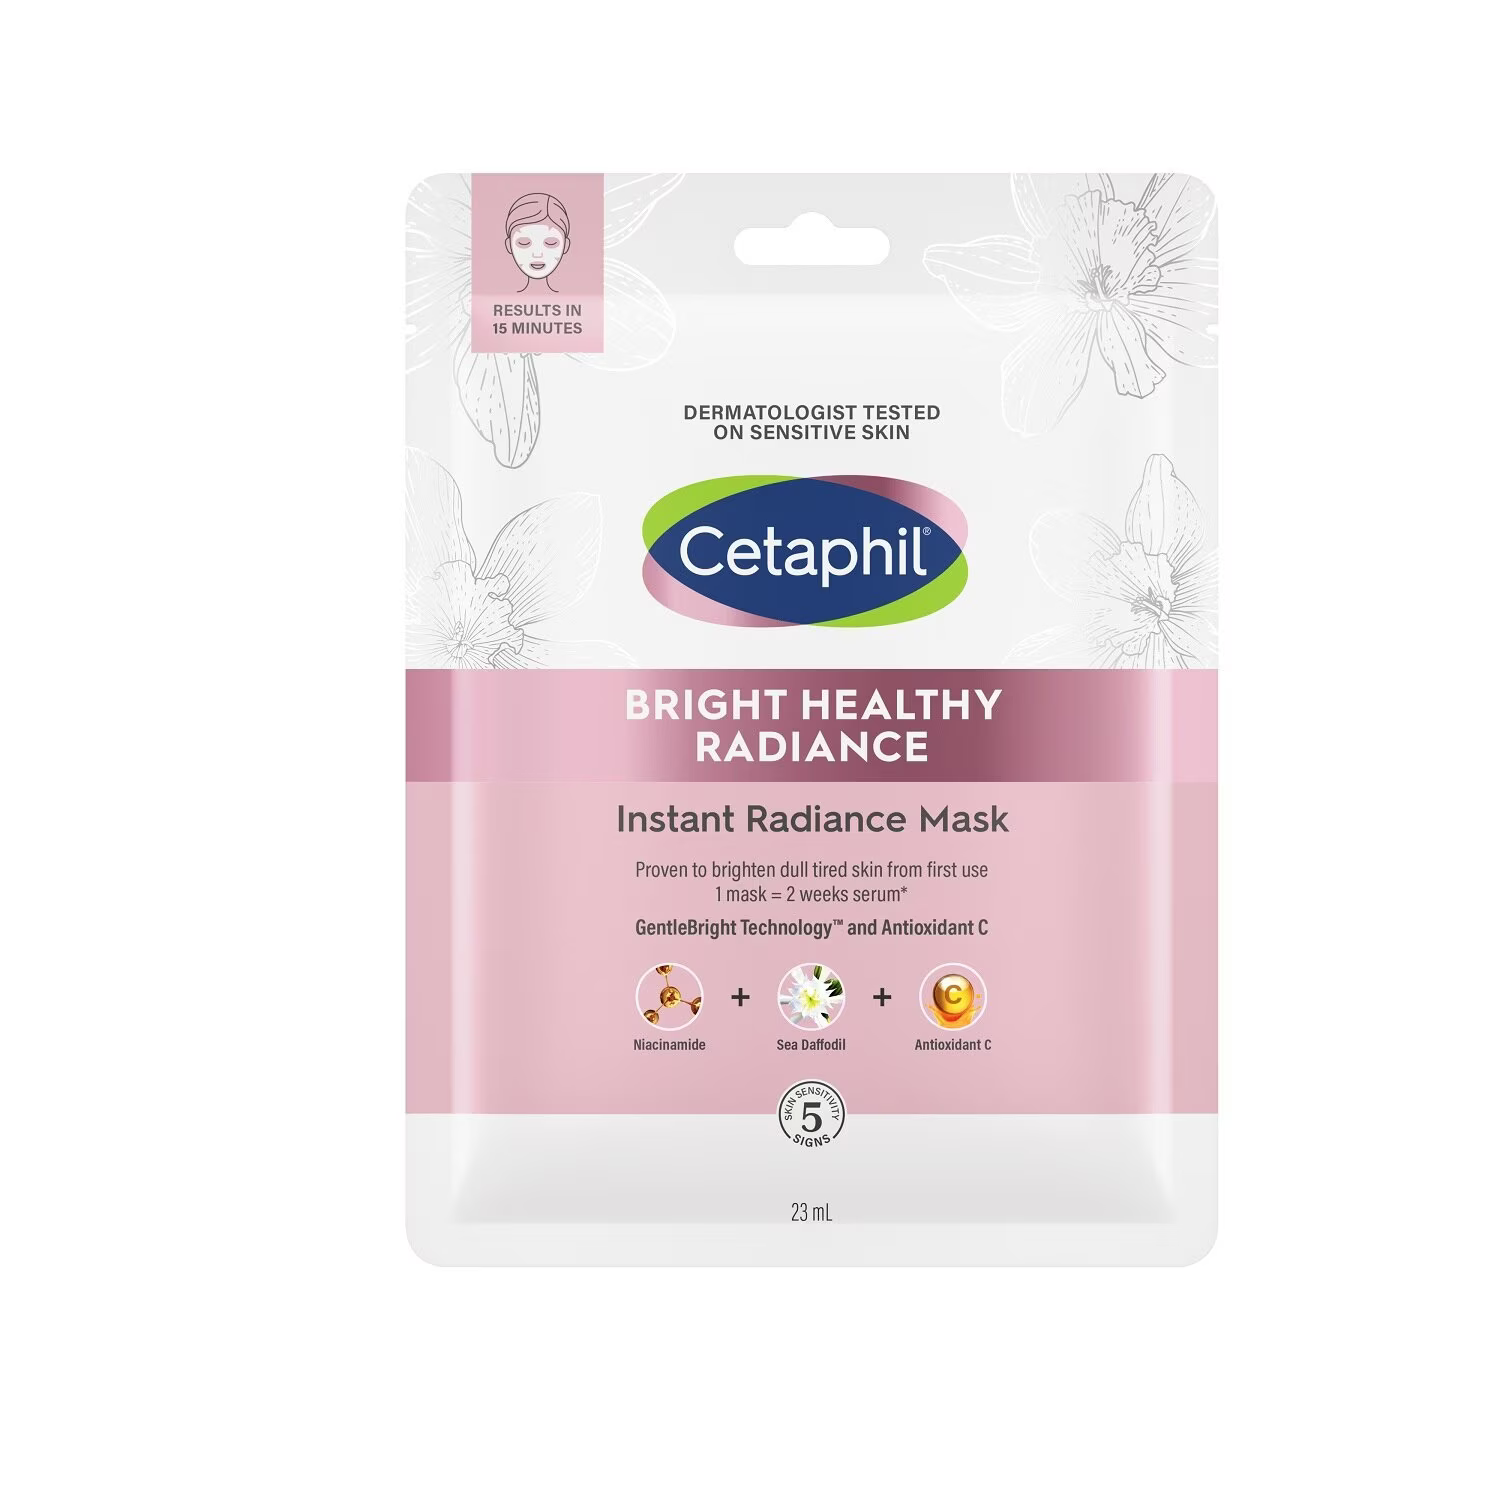 RESULTS IN
15 MINUTES
DERMATOLOGIST TESTED
ON SENSITIVE SKIN
Cetaphil®
BRIGHT HEALTHY
RADIANCE
Instant Radiance Mask
Proven to brighten dull tired skin from first use
1 mask = 2 weeks serum*
GentleBright Technology™ and Antioxidant C
+ +
C
Niacinamide Sea Daffodil Antioxidant C
SKIN SENSITIVITY
5
SIGNS
23 mL